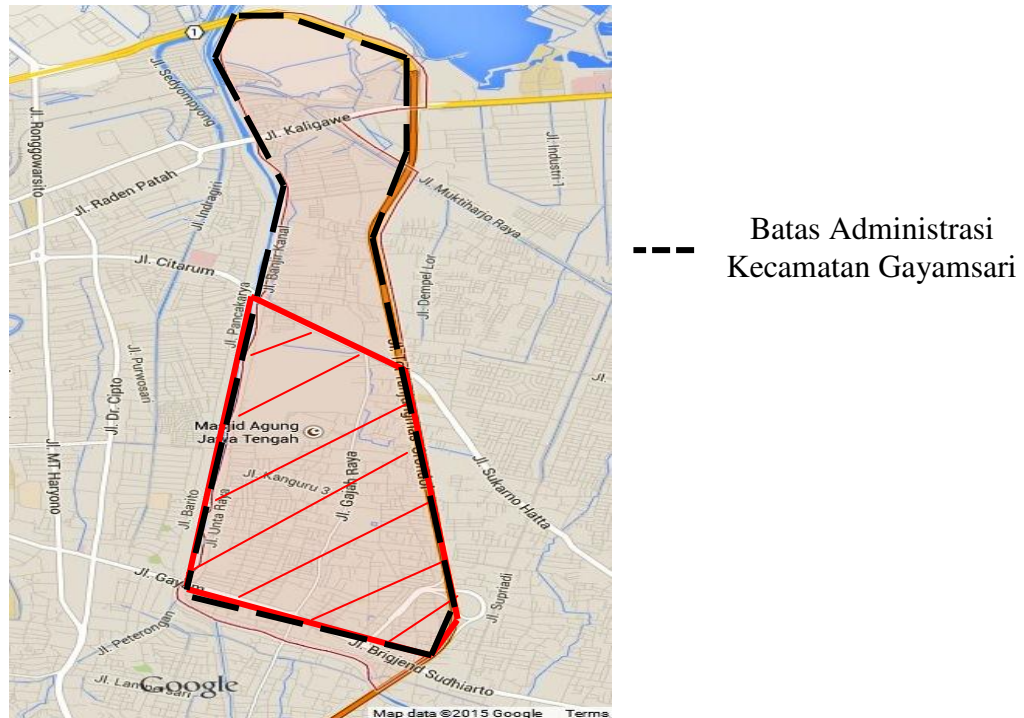 1
Jl. Sedyompyong
Jl. Ronggowarsito
Jl. Kaligawe
Jl. Industri 1
Jl. Raden Patah
Jl. Indragiri
Jl. Muktiharjo Raya
Jl. Citarum
Jl. Banjir Kanal
Jl. Dempel Lor
Jl. Pancakarya
Jl. Purwosari
Jl. Dr. Cipto
Jl.
Masjid Agung
Jawa Tengah
Jl. MT Haryono
Jl. Kanguru 3
Jl. Gajah Raya
Jl. Sukarno Hatta
Jl. Barito
Jl. Unta Raya
Jl. Gayam
Jl. Supriadi
Jl. Peterongan
Jl. Brigjend Sudhiarto
Google
Map data ©2015 Google Terms
Batas Administrasi
Kecamatan Gayamsari